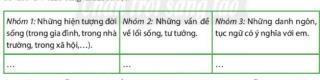 Nhóm 1: Những hiện tượng đời sống (trong gia đình, trong nhà trường, trong xã hội,...).
Nhóm 2: Những vấn đề về lối sống, tư tưởng.
Nhóm 3: Những danh ngôn, tục ngữ có ý nghĩa với em.
... ... ...